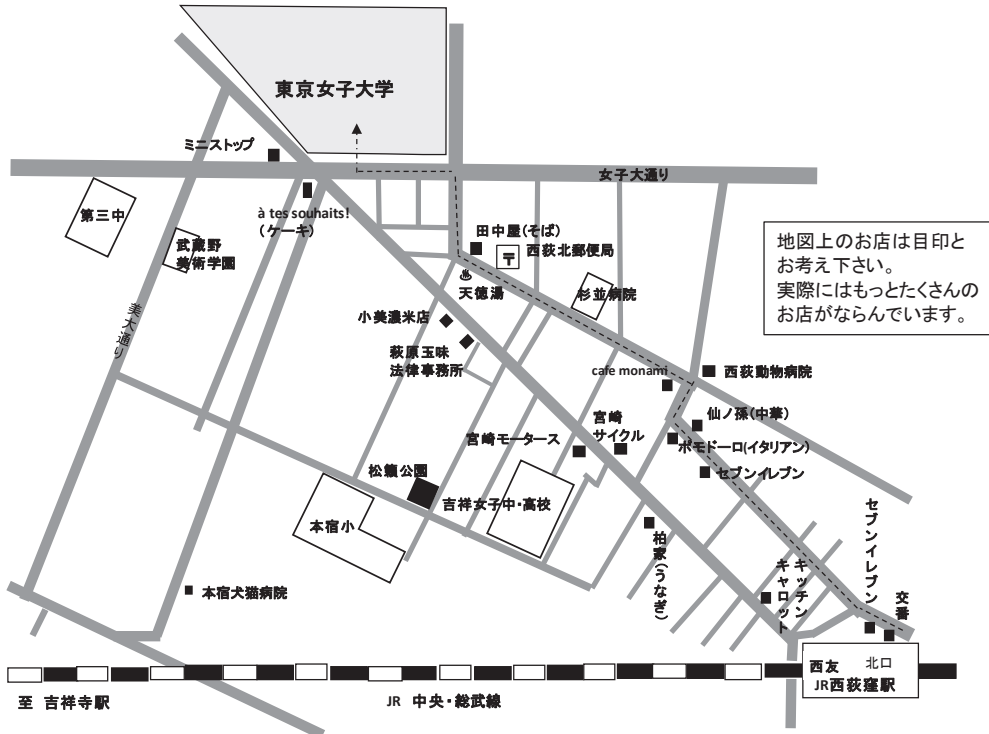 東京女子大学
ミニストップ
女子大通り
第三中
à tes souhaits!
(ケーキ)
武蔵野
美術学園
田中屋(そば)
〒
西荻北郵便局
天徳湯
杉並病院
地図上のお店は目印と
お考え下さい。
実際にはもっとたくさんの
お店がならんでいます。
美大通り
小美濃米店
萩原玉味
法律事務所
cafe monami
西荻動物病院
仙ノ孫(中華)
ポモドーロ(イタリアン)
宮崎
サイクル
宮崎モータース
セブンイレブン
松籟公園
吉祥女子中・高校
本宿小
柏家(うなぎ)
キッチン
キャロット
セブンイレブン
交番
本宿犬猫病院
西友 北口
JR西荻窪駅
至 吉祥寺駅
JR 中央・総武線